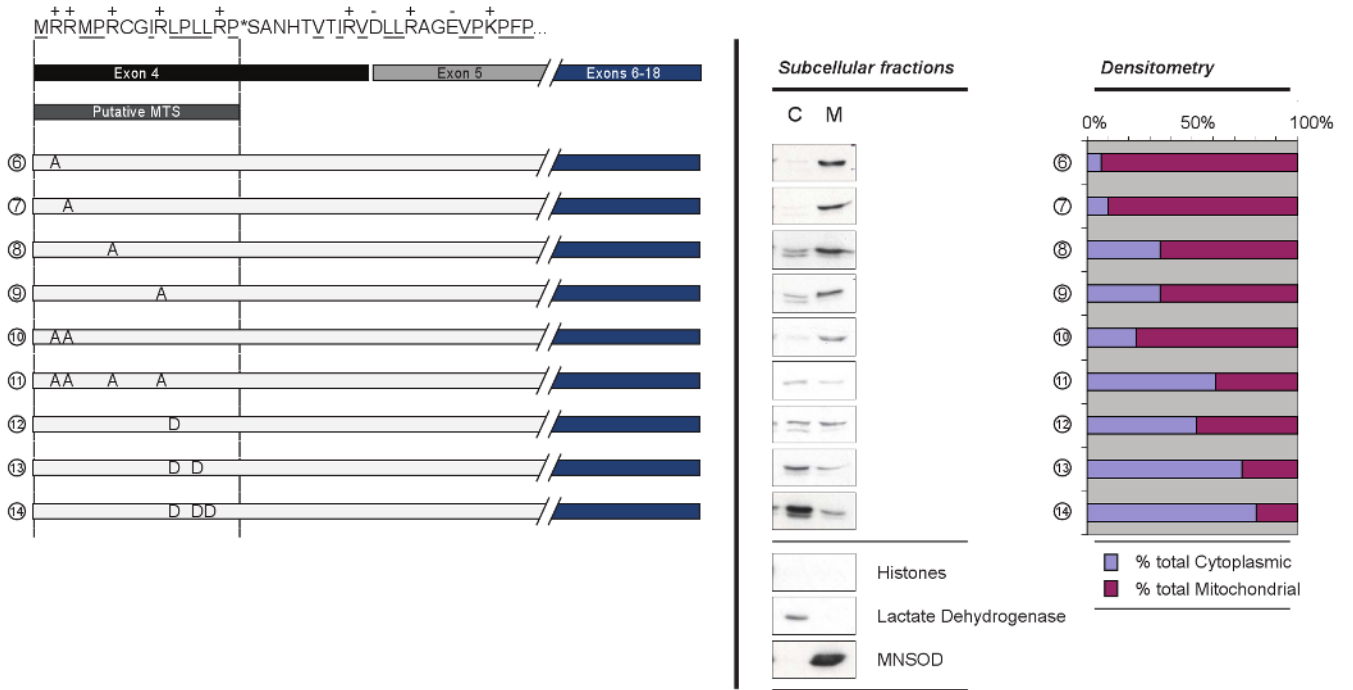 + + + + + - + - +
MRRMPRCGIRLPLLRP*SANHTVTIRVDLLRAGEVPKPFP...
Exon 4 Exon 5 Exons 6-18
Putative MTS
Subcellular fractions
C M
Densitometry
0% 50% 100%
⑥ A ⑥
⑦ A ⑦
⑧ A ⑧
⑨ A ⑨
⑩ AA ⑩
⑪ AA A A ⑪
⑫ D ⑫
⑬ D D ⑬
⑭ D DD ⑭
Histones
Lactate Dehydrogenase
MNSOD
% total Cytoplasmic
% total Mitochondrial